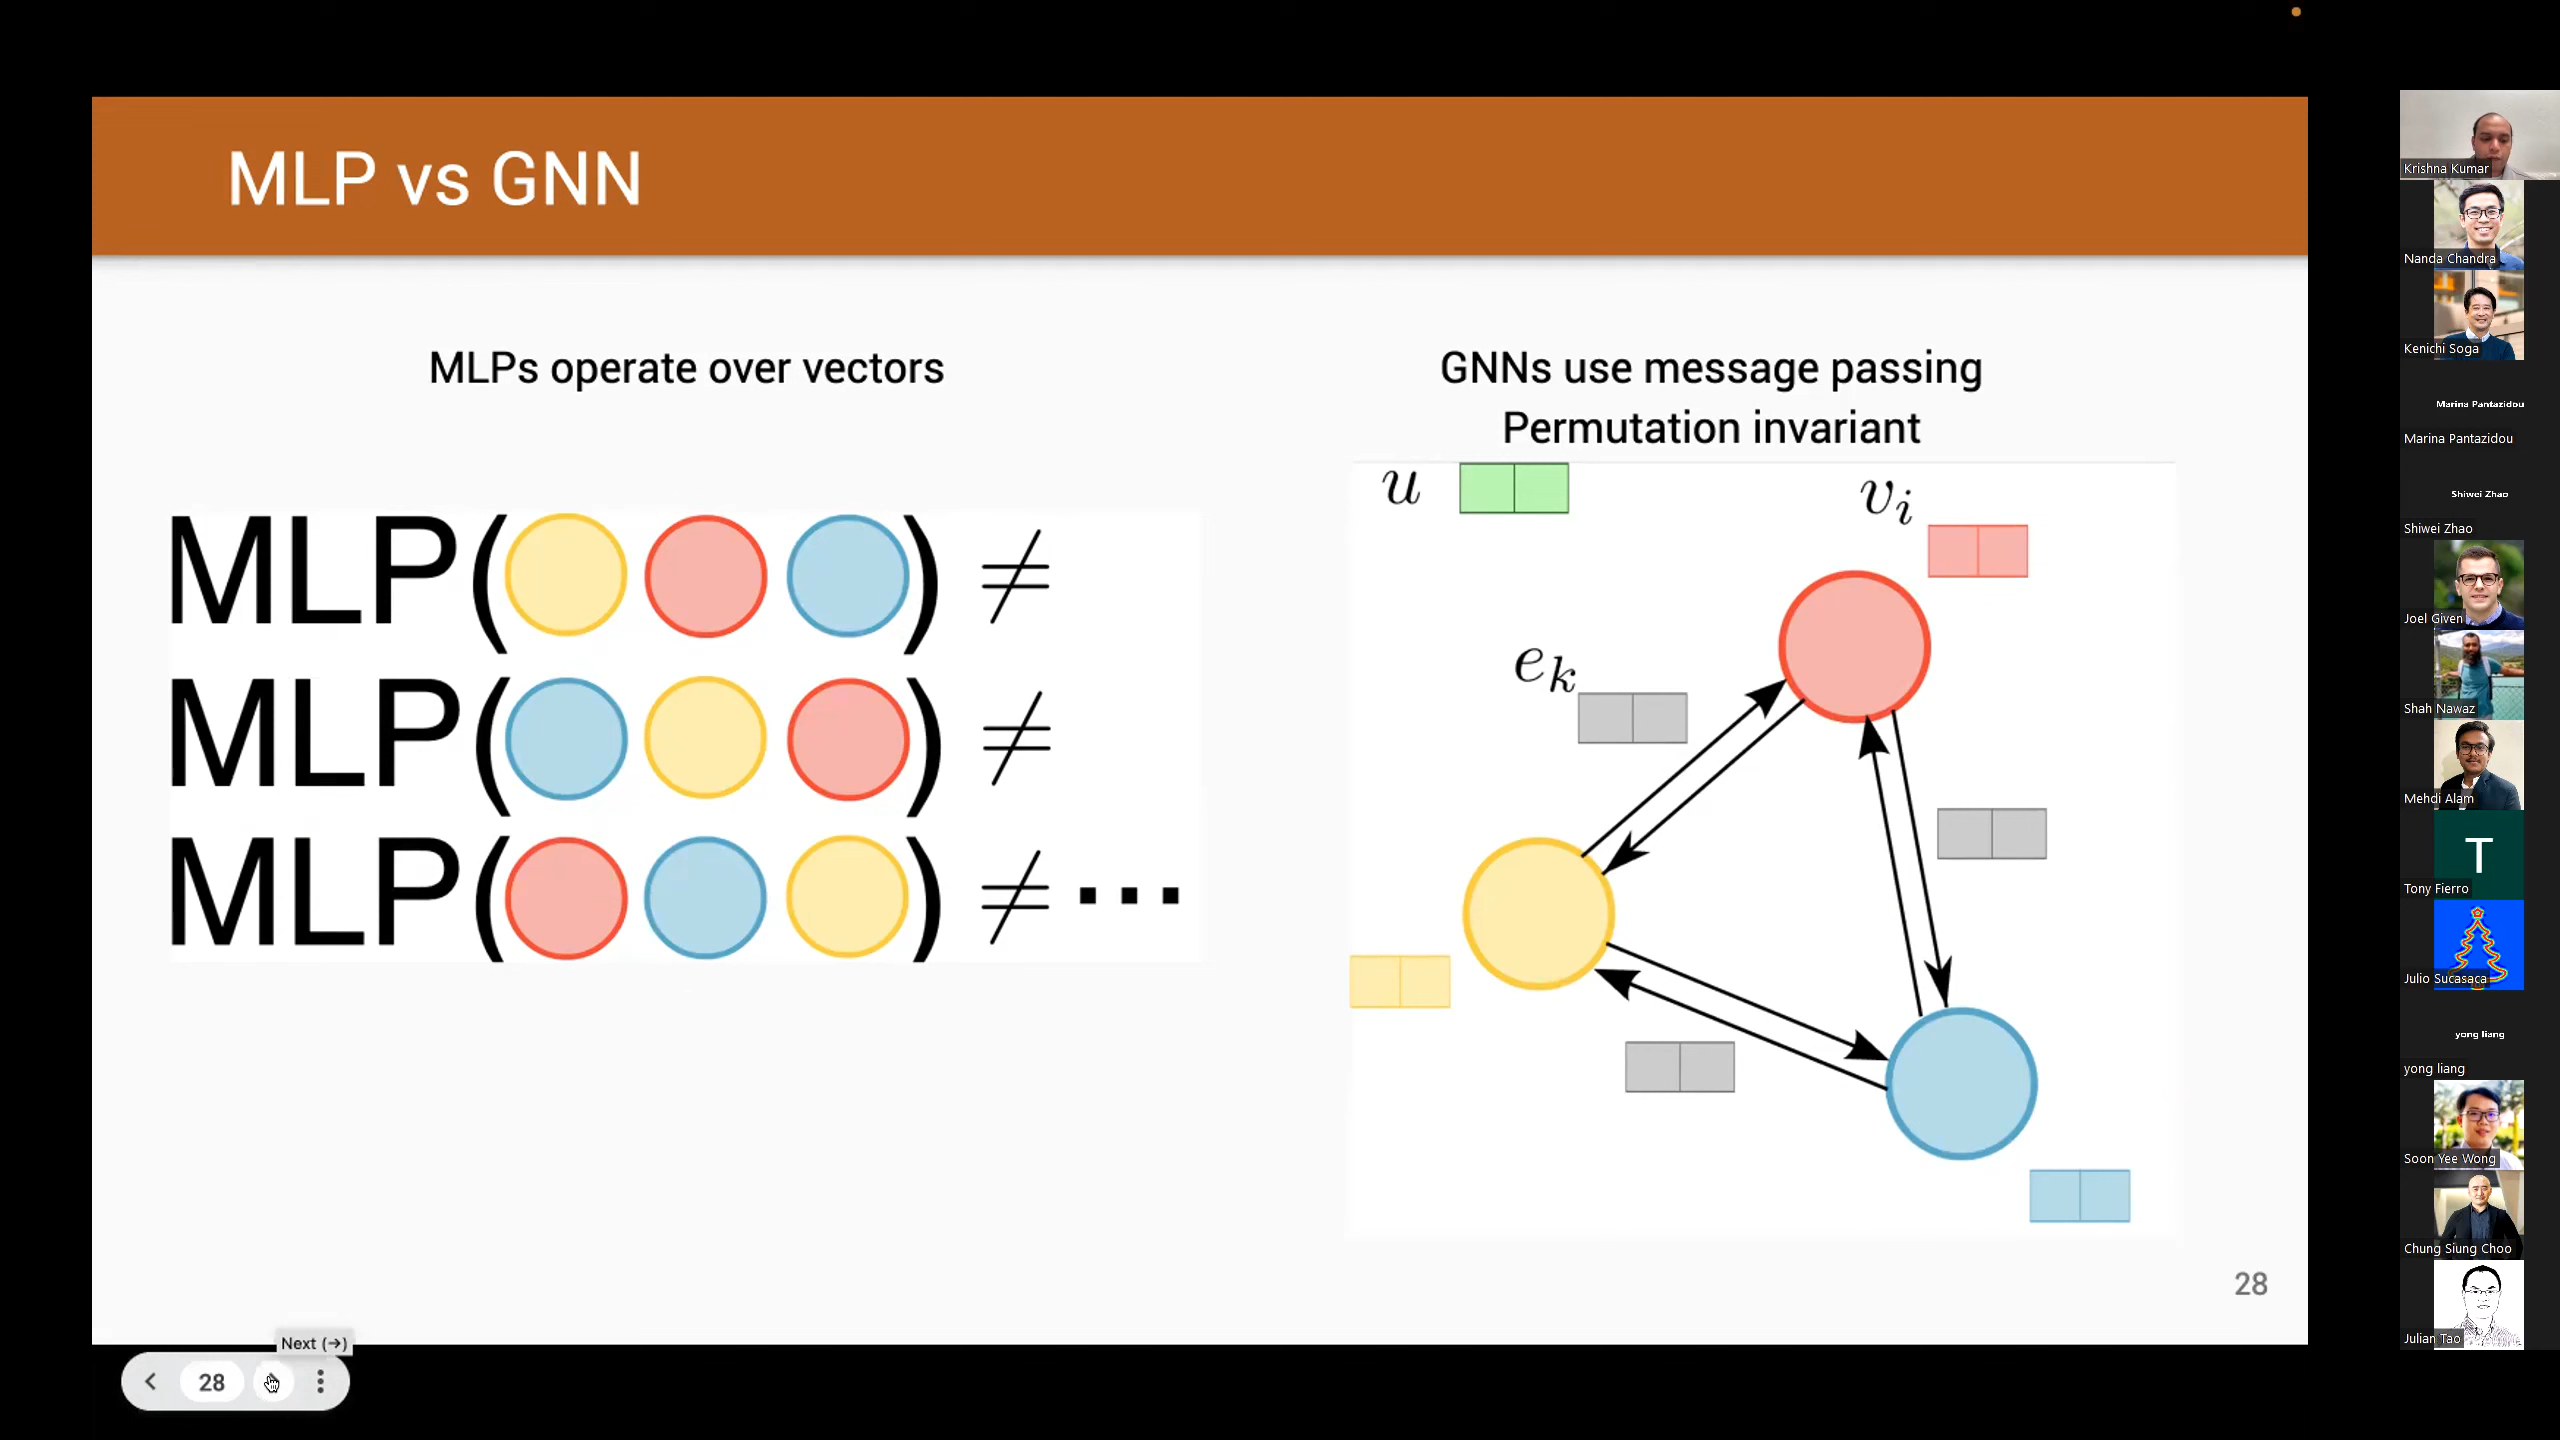 MLP vs GNN
MLPs operate over vectors
MLP( ) ≠
MLP( ) ≠
MLP( ) ≠ ...
GNNs use message passing
Permutation invariant
u
v_i
e_k
28
Next (→)
28
Krishna Kumar
Nanda Chandra
Kenichi Soga
Marina Pantazidou
Marina Pantazidou
Shiwei Zhao
Shiwei Zhao
Joel Given
Shah Nawaz
Mehdi Alam
T
Tony Fierro
Julio Sucasaca
yong liang
yong liang
Soon Yee Wong
Chung Siung Choo
Julian Tao